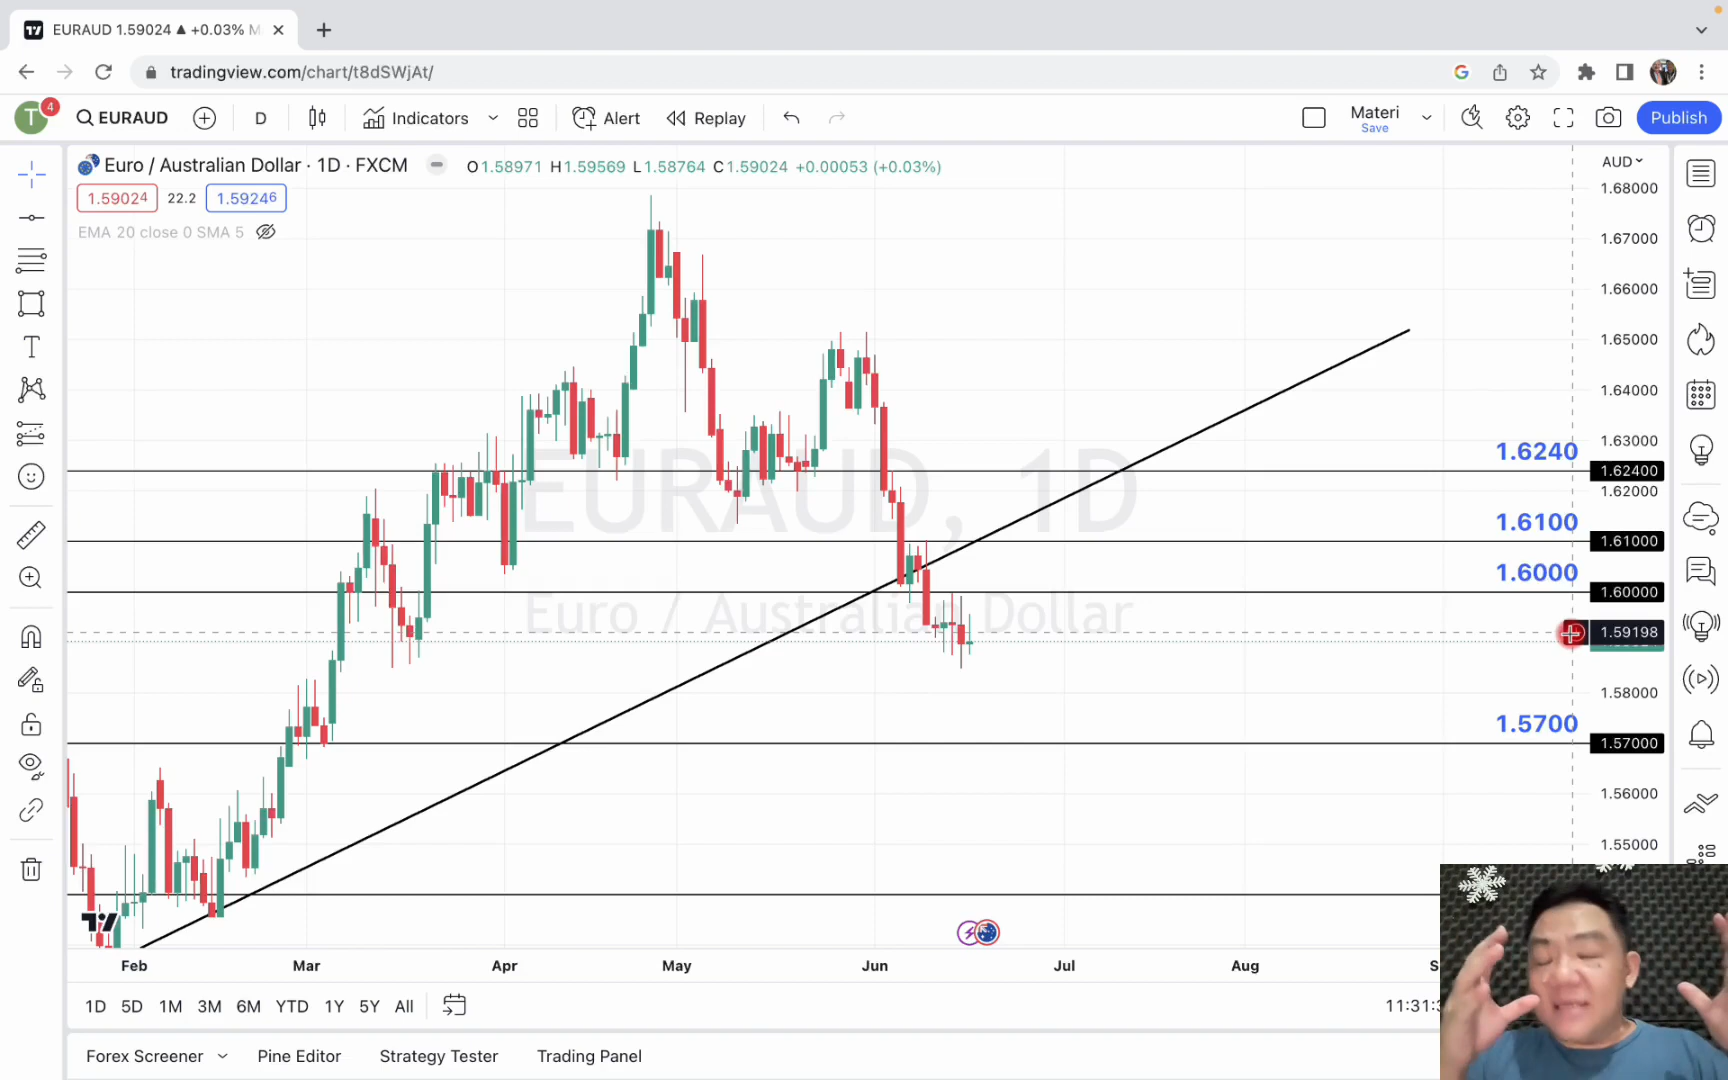 EURAUD 1.59024 ▲ +0.03% M
tradingview.com/chart/t8dSWjAt/
T 4 EURAUD D Indicators Alert Replay Materi Save Publish
Euro / Australian Dollar · 1D · FXCM O1.58971 H1.59569 L1.58764 C1.59024 +0.00053 (+0.03%)
1.59024 22.2 1.59246
EMA 20 close 0 SMA 5
AUD
1.68000
1.67000
1.66000
1.65000
1.64000
1.63000
1.6240
1.62400
1.62000
1.6100
1.61000
1.6000
1.60000
1.59198
1.58000
1.5700
1.57000
1.56000
1.55000
EURAUD, 1D
Euro / Australian Dollar
Feb Mar Apr May Jun Jul Aug S
1D 5D 1M 3M 6M YTD 1Y 5Y All 11:31:
Forex Screener Pine Editor Strategy Tester Trading Panel